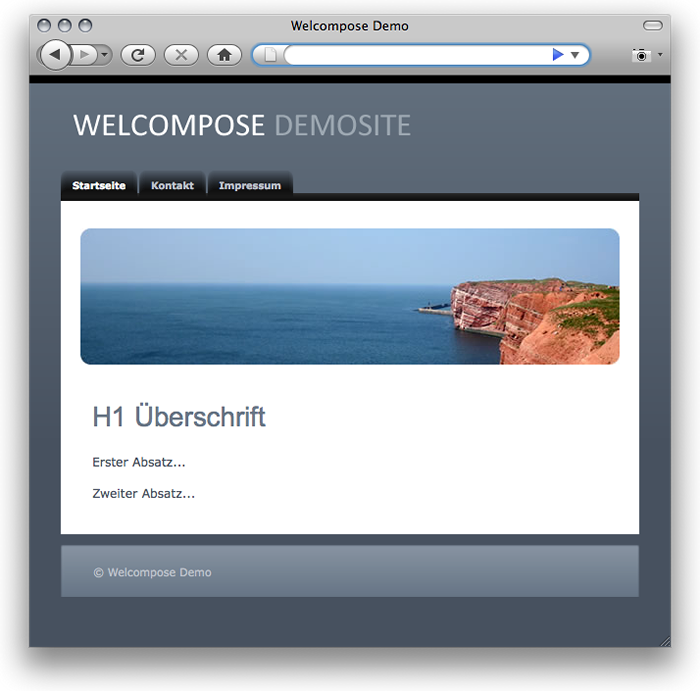 Welcompose Demo
WELCOMPOSE DEMOSITE
Startseite Kontakt Impressum
H1 Überschrift
Erster Absatz...
Zweiter Absatz...
© Welcompose Demo